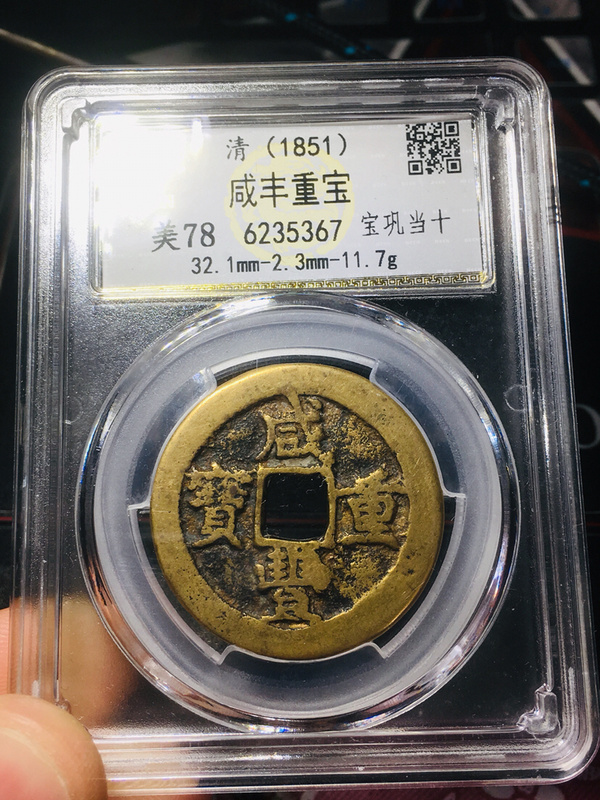 清（1851）
咸丰重宝
美78 6235367 宝巩当十
32.1mm-2.3mm-11.7g
咸
寶 重
豐